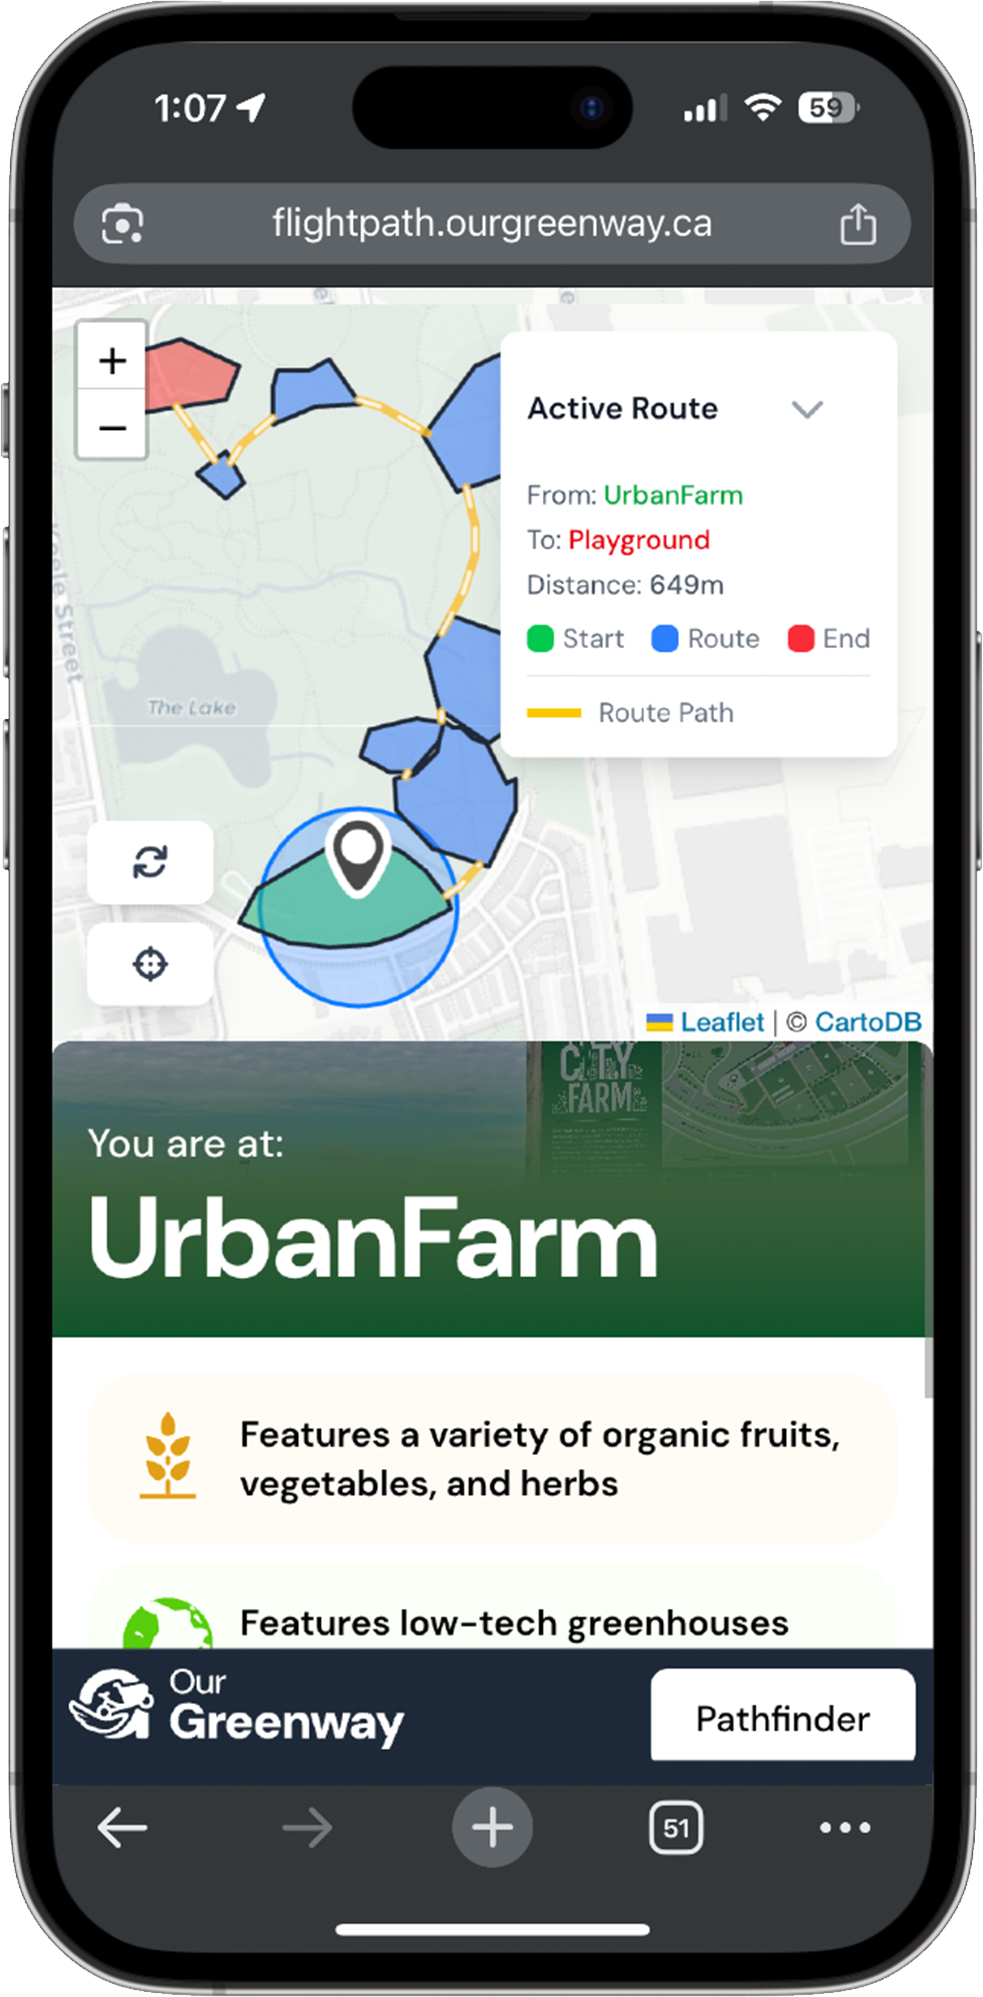 1:07
59
flightpath.ourgreenway.ca
+
Active Route
−
From: UrbanFarm
To: Playground
Distance: 649m
Start Route End
Route Path
Keele Street
The Lake
Leaflet | © CartoDB
CITY
FARM
You are at:
UrbanFarm
Features a variety of organic fruits,
vegetables, and herbs
Features low-tech greenhouses
Our
Greenway
Pathfinder
51